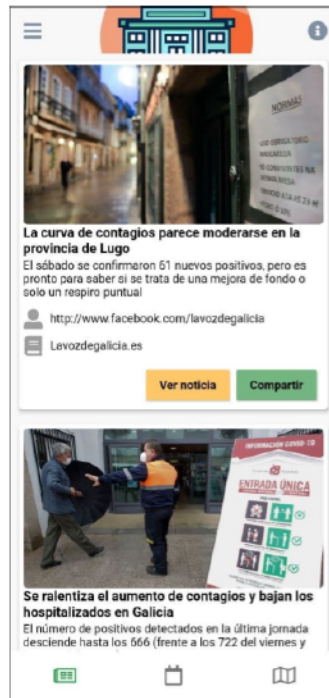 NORMAS
La curva de contagios parece moderarse en la
provincia de Lugo
El sábado se confirmaron 61 nuevos positivos, pero es
pronto para saber si se trata de una mejora de fondo o
solo un respiro puntual
http://www.facebook.com/lavozdegalicia
Lavozdegalicia.es
Ver noticia
Compartir
INFORMACIÓN COVID-19
ENTRADA ÚNICA
Se ralentiza el aumento de contagios y bajan los
hospitalizados en Galicia
El número de positivos detectados en la última jornada
desciende hasta los 666 (frente a los 722 del viernes y